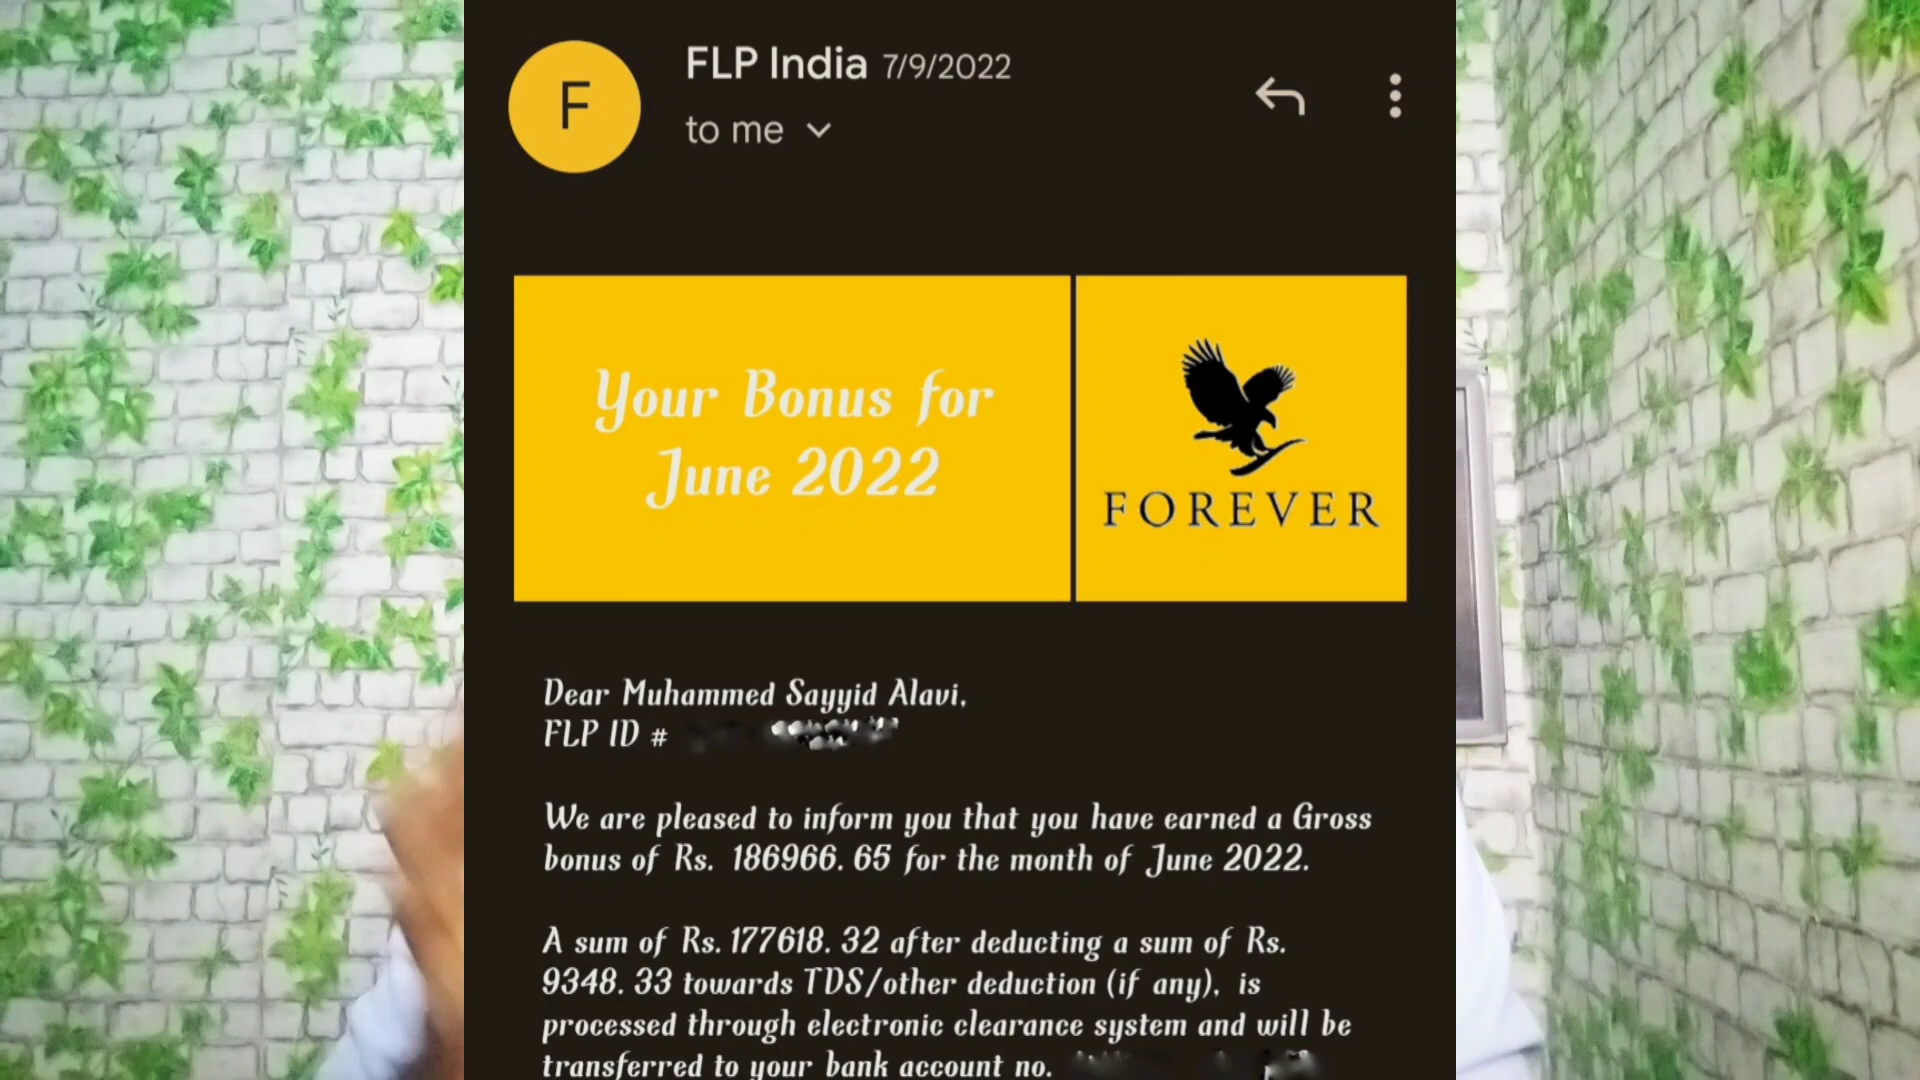 F
FLP India 7/9/2022
to me
Your Bonus for
June 2022
FOREVER
Dear Muhammed Sayyid Alavi,
FLP ID #
We are pleased to inform you that you have earned a Gross
bonus of Rs. 186966.65 for the month of June 2022.
A sum of Rs. 177618.32 after deducting a sum of Rs.
9348.33 towards TDS/other deduction (if any), is
processed through electronic clearance system and will be
transferred to your bank account no.